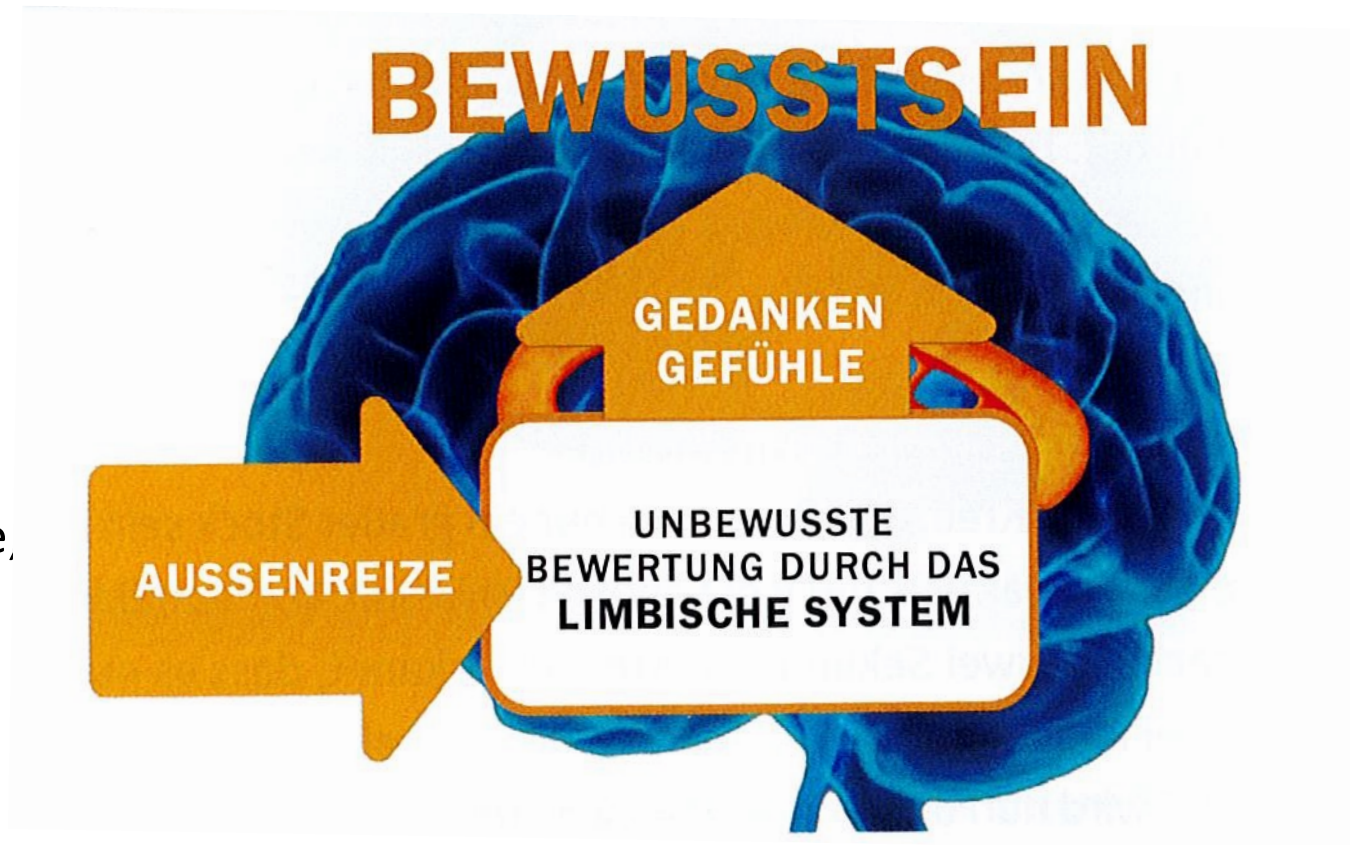 BEWUSSTSEIN
GEDANKEN
GEFÜHLE
AUSSENREIZE
UNBEWUSSTE
BEWERTUNG DURCH DAS
LIMBISCHE SYSTEM